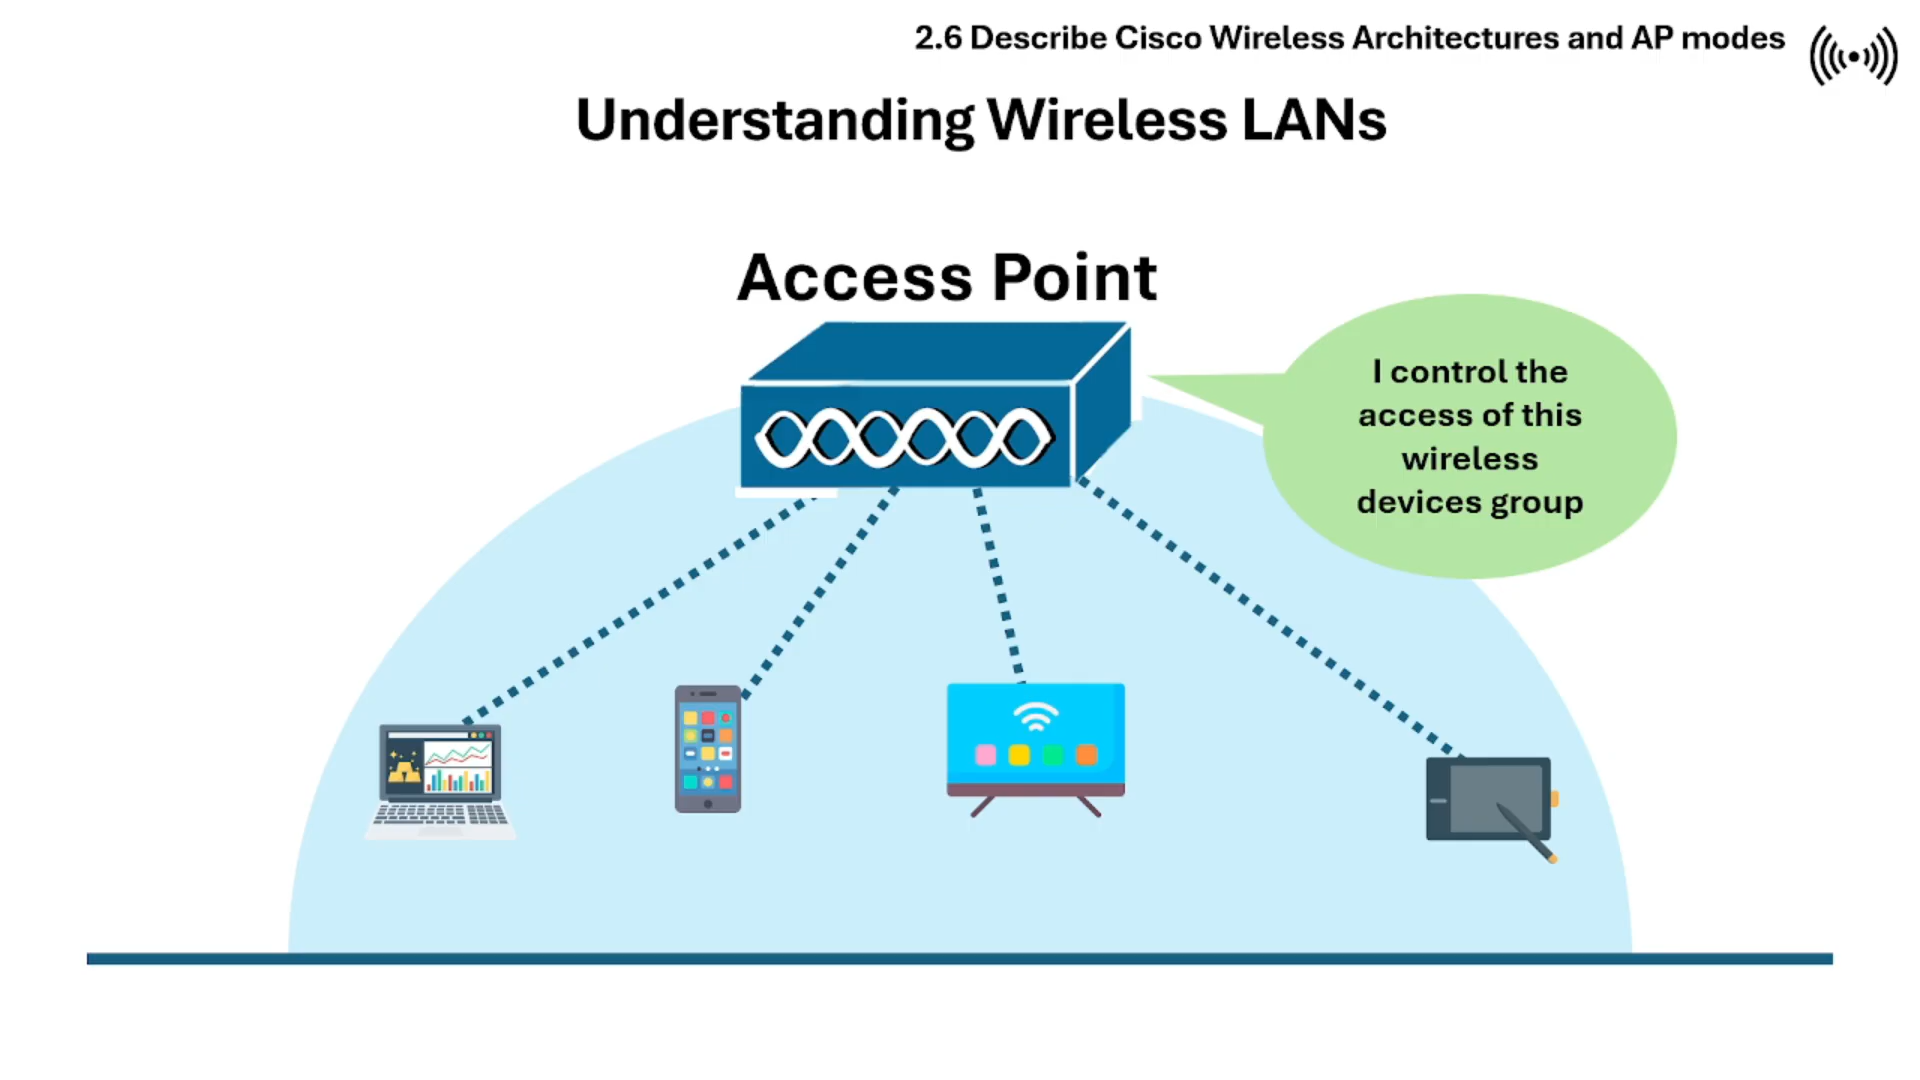 2.6 Describe Cisco Wireless Architectures and AP modes
Understanding Wireless LANs
Access Point
I control the
access of this
wireless
devices group